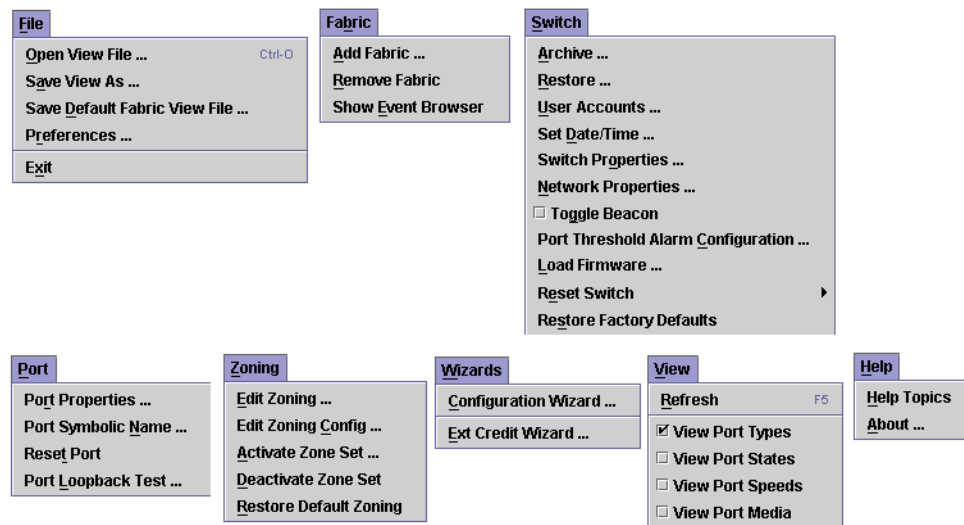 File
Open View File ... Ctrl-O
Save View As ...
Save Default Fabric View File ...
Preferences ...
Exit
Fabric
Add Fabric ...
Remove Fabric
Show Event Browser
Switch
Archive ...
Restore ...
User Accounts ...
Set Date/Time ...
Switch Properties ...
Network Properties ...
Toggle Beacon
Port Threshold Alarm Configuration ...
Load Firmware ...
Reset Switch
Restore Factory Defaults
Port
Port Properties ...
Port Symbolic Name ...
Reset Port
Port Loopback Test ...
Zoning
Edit Zoning ...
Edit Zoning Config ...
Activate Zone Set ...
Deactivate Zone Set
Restore Default Zoning
Wizards
Configuration Wizard ...
Ext Credit Wizard ...
View
Refresh F5
View Port Types
View Port States
View Port Speeds
View Port Media
Help
Help Topics
About ...